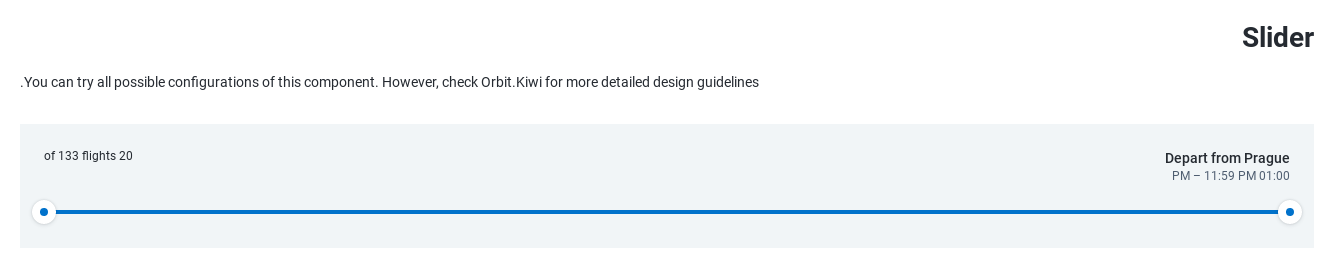 Slider
.You can try all possible configurations of this component. However, check Orbit.Kiwi for more detailed design guidelines
Depart from Prague
PM – 11:59 PM 01:00
of 133 flights 20